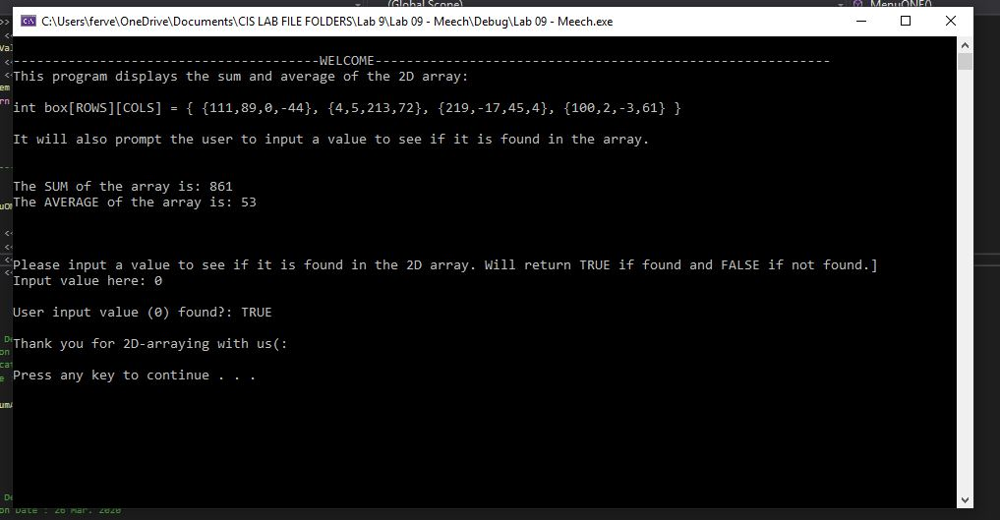 (Global Scope)
MenuONE()
C:\Users\ferve\OneDrive\Documents\CIS LAB FILE FOLDERS\Lab 9\Lab 09 - Meech\Debug\Lab 09 - Meech.exe
---------------------------------------WELCOME----------------------------------------------------------
This program displays the sum and average of the 2D array:
int box[ROWS][COLS] = { {111,89,0,-44}, {4,5,213,72}, {219,-17,45,4}, {100,2,-3,61} }
It will also prompt the user to input a value to see if it is found in the array.
The SUM of the array is: 861
The AVERAGE of the array is: 53
Please input a value to see if it is found in the 2D array. Will return TRUE if found and FALSE if not found.]
Input value here: 0
User input value (0) found?: TRUE
Thank you for 2D-arraying with us(:
Press any key to continue . . .
on Date : 26 Mar. 2020